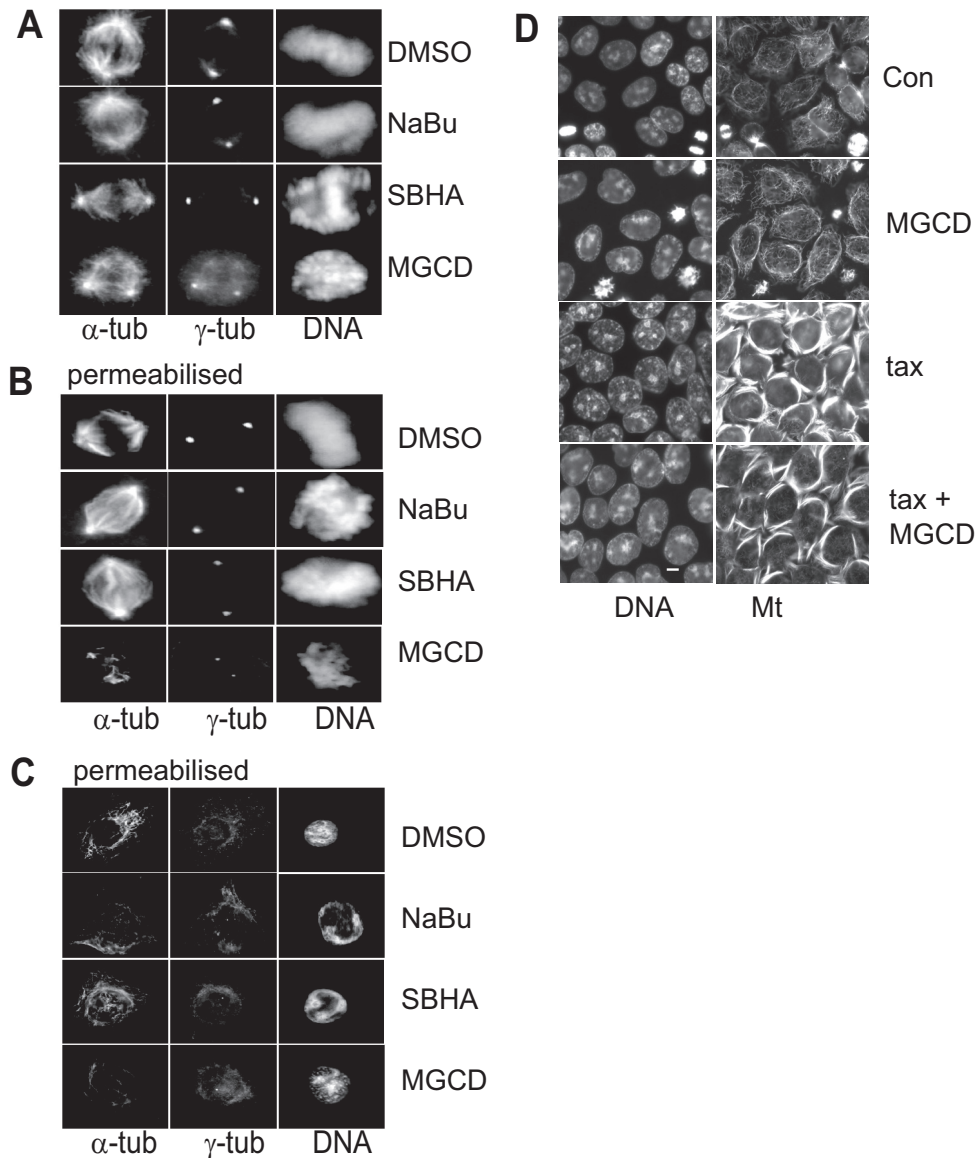 A
DMSO
NaBu
SBHA
MGCD
α-tub γ-tub DNA
B permeabilised
DMSO
NaBu
SBHA
MGCD
α-tub γ-tub DNA
C permeabilised
DMSO
NaBu
SBHA
MGCD
α-tub γ-tub DNA
D
Con
MGCD
tax
tax +
MGCD
DNA Mt